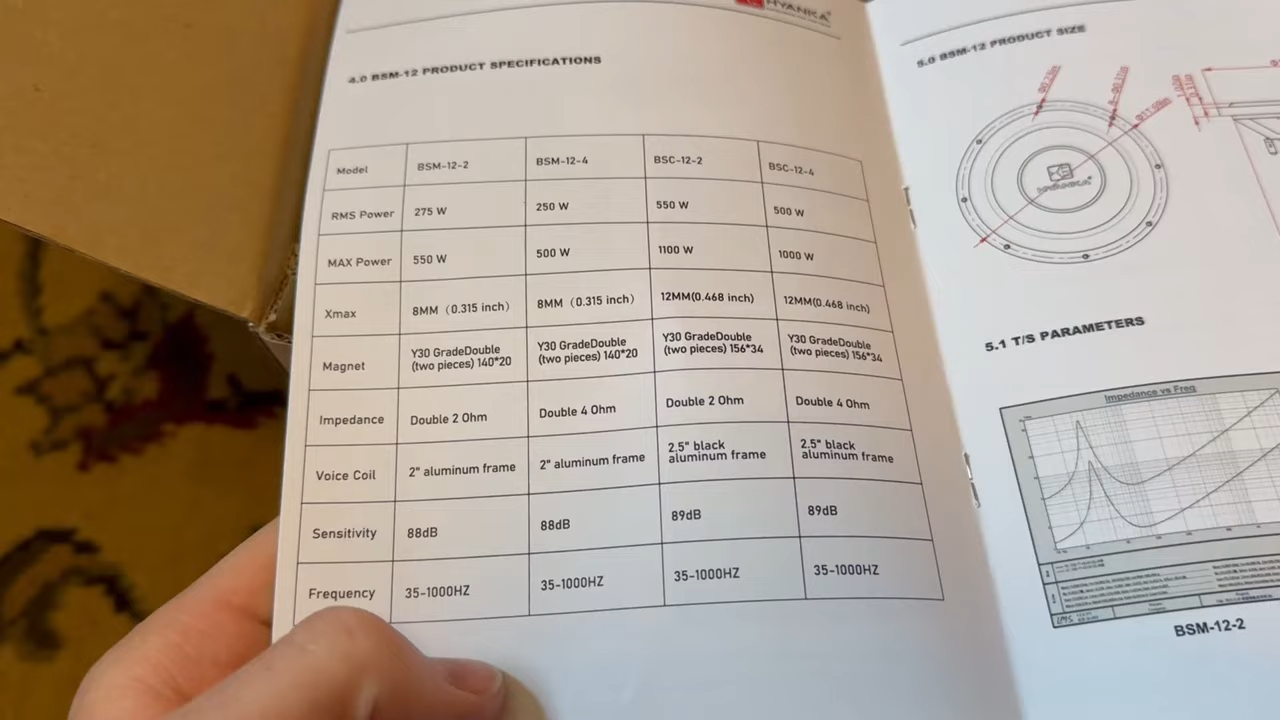 HYANKA
4.0 BSM-12 PRODUCT SPECIFICATIONS
Model BSM-12-2 BSM-12-4 BSC-12-2 BSC-12-4
RMS Power 275 W 250 W 550 W 500 W
MAX Power 550 W 500 W 1100 W 1000 W
Xmax 8MM (0.315 inch) 8MM (0.315 inch) 12MM(0.468 inch) 12MM(0.468 inch)
Magnet Y30 GradeDouble (two pieces) 140*20 Y30 GradeDouble (two pieces) 140*20 Y30 GradeDouble (two pieces) 156*34 Y30 GradeDouble (two pieces) 156*34
Impedance Double 2 Ohm Double 4 Ohm Double 2 Ohm Double 4 Ohm
Voice Coil 2" aluminum frame 2" aluminum frame 2.5" black aluminum frame 2.5" black aluminum frame
Sensitivity 88dB 88dB 89dB 89dB
Frequency 35-1000HZ 35-1000HZ 35-1000HZ 35-1000HZ
5.0 BSM-12 PRODUCT SIZE
HYANKA
5.1 T/S PARAMETERS
Impedance vs Freq
BSM-12-2